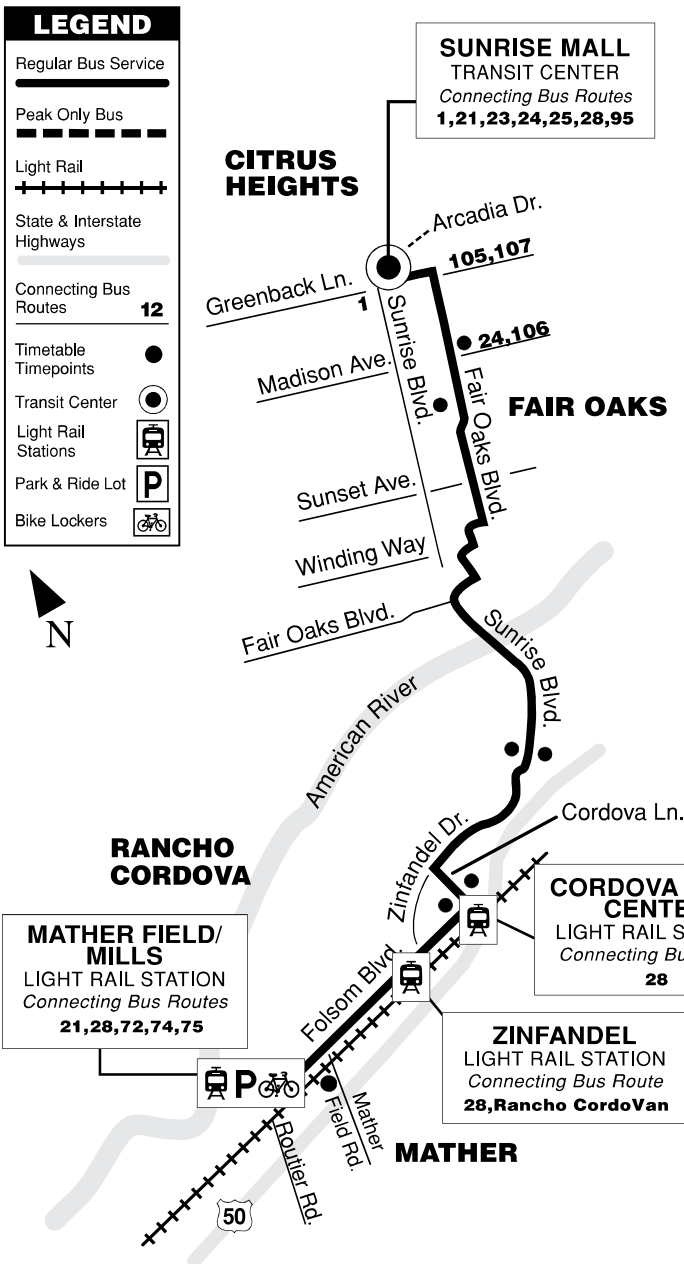 LEGEND
Regular Bus Service
Peak Only Bus
Light Rail
State & Interstate
Highways
Connecting Bus
Routes 12
Timetable
Timepoints
Transit Center
Light Rail
Stations
Park & Ride Lot P
Bike Lockers
N
SUNRISE MALL
TRANSIT CENTER
Connecting Bus Routes
1,21,23,24,25,28,95
CITRUS
HEIGHTS
Arcadia Dr.
105,107
Greenback Ln.
1
Sunrise Blvd.
24,106
Madison Ave.
Fair Oaks Blvd.
FAIR OAKS
Sunset Ave.
Winding Way
Fair Oaks Blvd.
Sunrise Blvd.
American River
Cordova Ln.
Zinfandel Dr.
RANCHO
CORDOVA
CORDOVA
CENTE
LIGHT RAIL S
Connecting Bu
28
MATHER FIELD/
MILLS
LIGHT RAIL STATION
Connecting Bus Routes
21,28,72,74,75
Folsom Blvd.
ZINFANDEL
LIGHT RAIL STATION
Connecting Bus Route
28,Rancho CordoVan
P
Mather
Field Rd.
MATHER
Routier Rd.
50